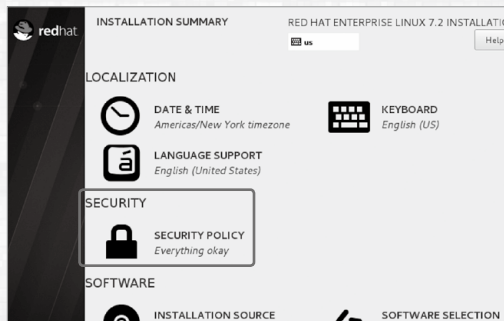 redhat
INSTALLATION SUMMARY
RED HAT ENTERPRISE LINUX 7.2 INSTALLATIO
us
Help
LOCALIZATION
DATE & TIME
Americas/New York timezone
KEYBOARD
English (US)
LANGUAGE SUPPORT
English (United States)
SECURITY
SECURITY POLICY
Everything okay
SOFTWARE
INSTALLATION SOURCE
SOFTWARE SELECTION